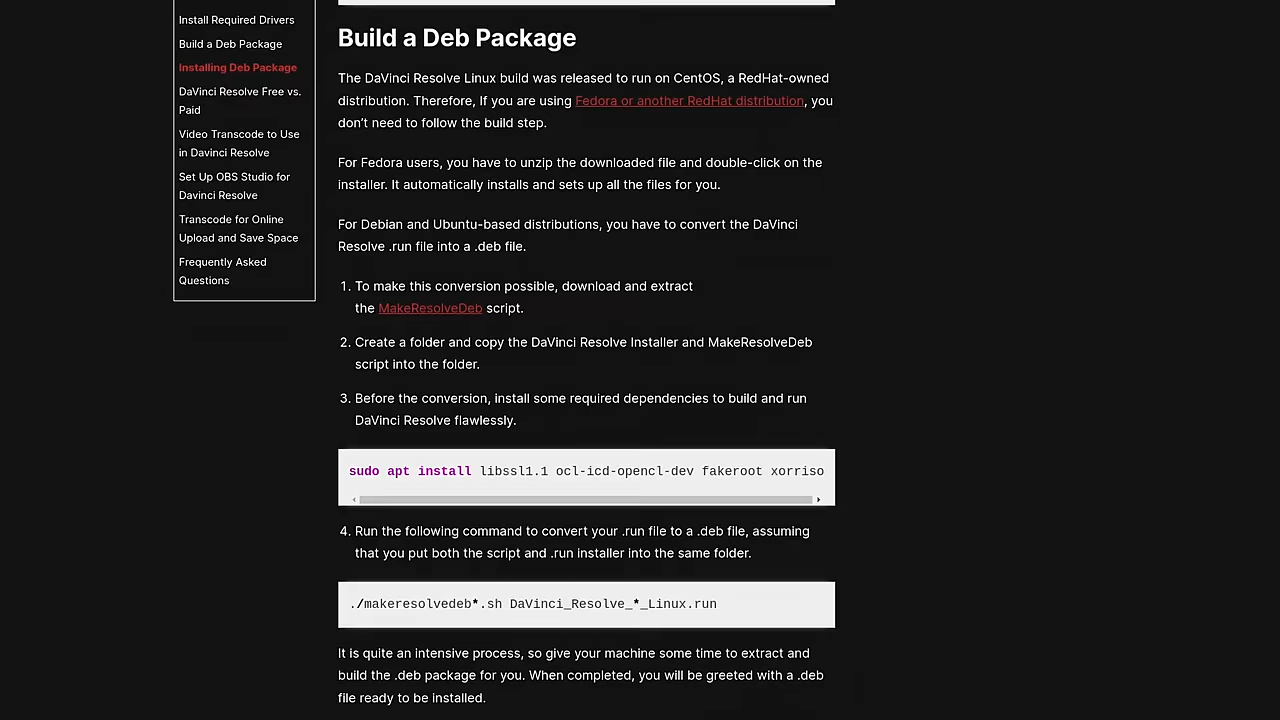 Install Required Drivers
Build a Deb Package
Installing Deb Package
DaVinci Resolve Free vs.
Paid
Video Transcode to Use
in Davinci Resolve
Set Up OBS Studio for
Davinci Resolve
Transcode for Online
Upload and Save Space
Frequently Asked
Questions
Build a Deb Package
The DaVinci Resolve Linux build was released to run on CentOS, a RedHat-owned
distribution. Therefore, If you are using Fedora or another RedHat distribution, you
don’t need to follow the build step.
For Fedora users, you have to unzip the downloaded file and double-click on the
installer. It automatically installs and sets up all the files for you.
For Debian and Ubuntu-based distributions, you have to convert the DaVinci
Resolve .run file into a .deb file.
1. To make this conversion possible, download and extract
the MakeResolveDeb script.
2. Create a folder and copy the DaVinci Resolve Installer and MakeResolveDeb
script into the folder.
3. Before the conversion, install some required dependencies to build and run
DaVinci Resolve flawlessly.
sudo apt install libssl1.1 ocl-icd-opencl-dev fakeroot xorriso
4. Run the following command to convert your .run file to a .deb file, assuming
that you put both the script and .run installer into the same folder.
./makeresolvedeb*.sh DaVinci_Resolve_*_Linux.run
It is quite an intensive process, so give your machine some time to extract and
build the .deb package for you. When completed, you will be greeted with a .deb
file ready to be installed.